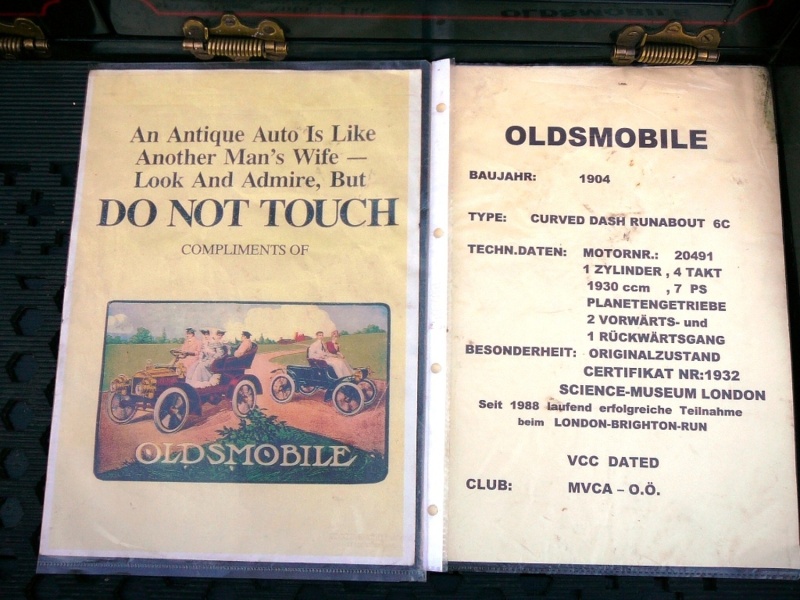 An Antique Auto Is Like
Another Man's Wife —
Look And Admire, But
DO NOT TOUCH
COMPLIMENTS OF
OLDSMOBILE
OLDSMOBILE
BAUJAHR: 1904
TYPE: CURVED DASH RUNABOUT 6C
TECHN.DATEN: MOTORNR.: 20491
1 ZYLINDER , 4 TAKT
1930 ccm , 7 PS
PLANETENGETRIEBE
2 VORWÄRTS- und
1 RÜCKWÄRTSGANG
BESONDERHEIT: ORIGINALZUSTAND
CERTIFIKAT NR:1932
SCIENCE-MUSEUM LONDON
Seit 1988 laufend erfolgreiche Teilnahme
beim LONDON-BRIGHTON-RUN
VCC DATED
CLUB: MVCA – O.Ö.